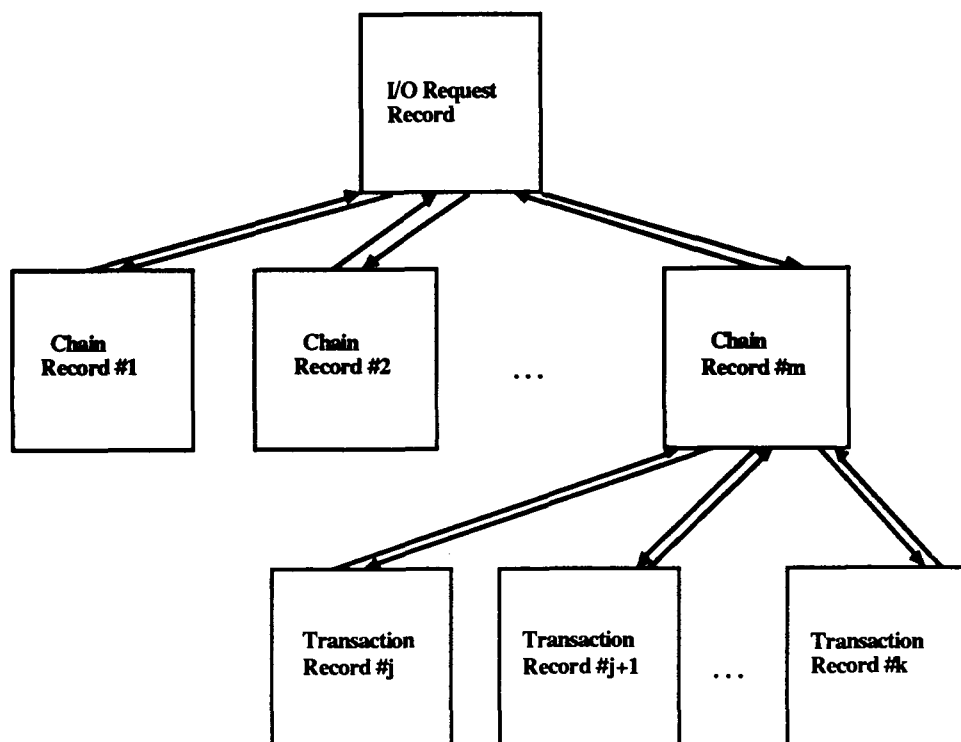 I/O Request
Record
Chain
Record #1
Chain
Record #2
...
Chain
Record #m
Transaction
Record #j
Transaction
Record #j+1
...
Transaction
Record #k